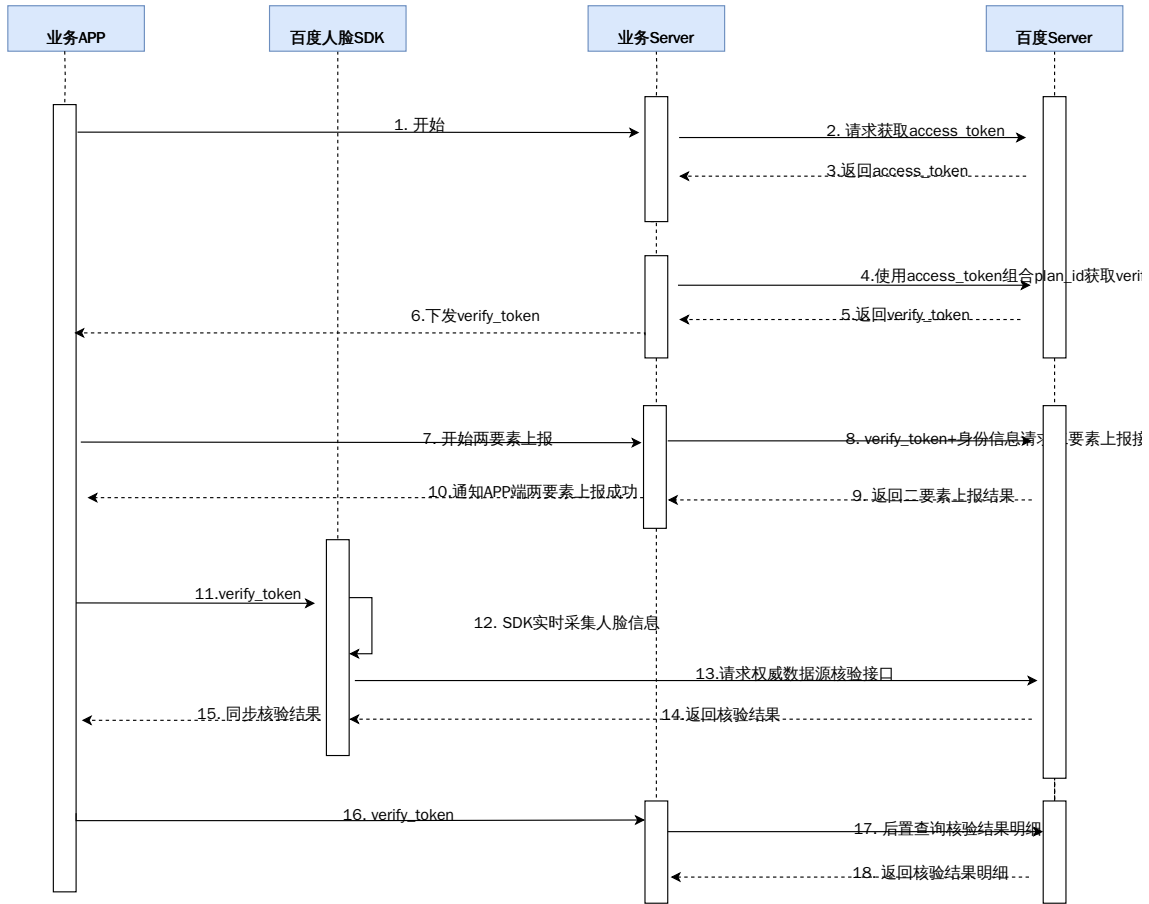 业务APP
百度人脸SDK
业务Server
百度Server
1. 开始
2. 请求获取access_token
3.返回access_token
4.使用access_token组合plan_id获取verif
5.返回verify_token
6.下发verify_token
7. 开始两要素上报
8. verify_token+身份信息请求 要素上报接
9. 返回二要素上报结果
10.通知APP端两要素上报成功
11.verify_token
12. SDK实时采集人脸信息
13.请求权威数据源核验接口
14.返回核验结果
15. 同步核验结果
16. verify_token
17. 后置查询核验结果明细
18. 返回核验结果明细